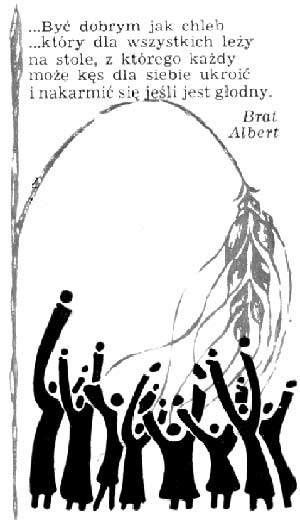 ...Być dobrym jak chleb
...który dla wszystkich leży
na stole, z którego każdy
może kęs dla siebie ukroić
i nakarmić się jeśli jest głodny.
Brat
Albert